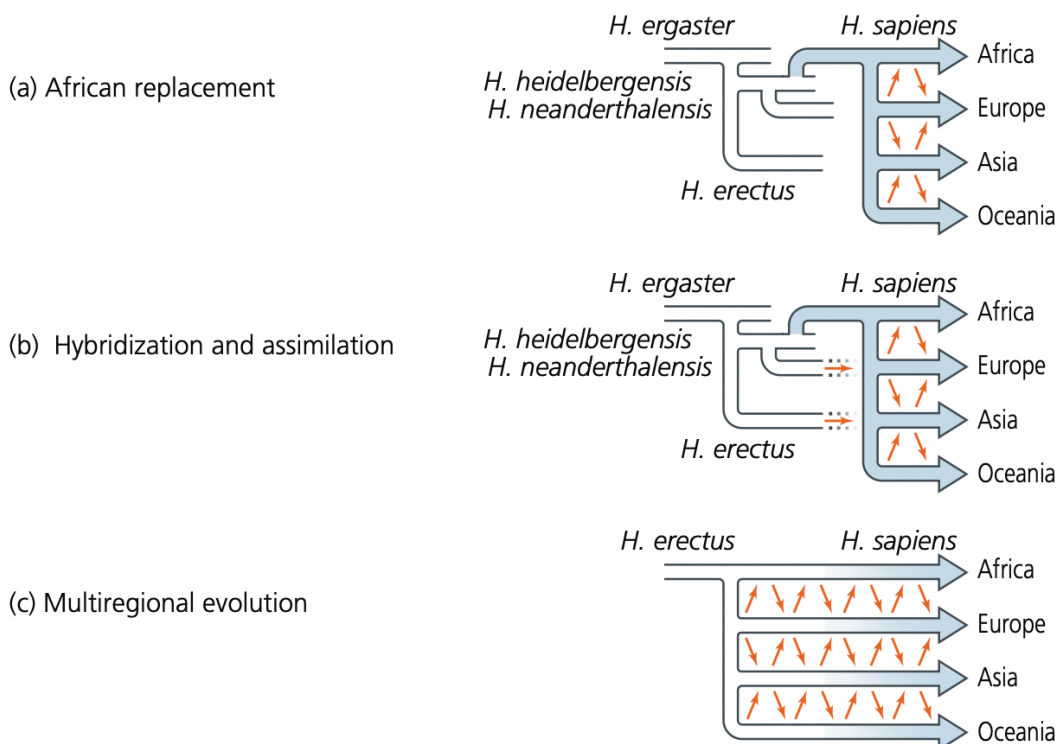 H. ergaster
H. sapiens
Africa
(a) African replacement
H. heidelbergensis
H. neanderthalensis
Europe
Asia
H. erectus
Oceania
H. ergaster
H. sapiens
Africa
(b) Hybridization and assimilation
H. heidelbergensis
H. neanderthalensis
Europe
Asia
H. erectus
Oceania
H. erectus
H. sapiens
Africa
(c) Multiregional evolution
Europe
Asia
Oceania